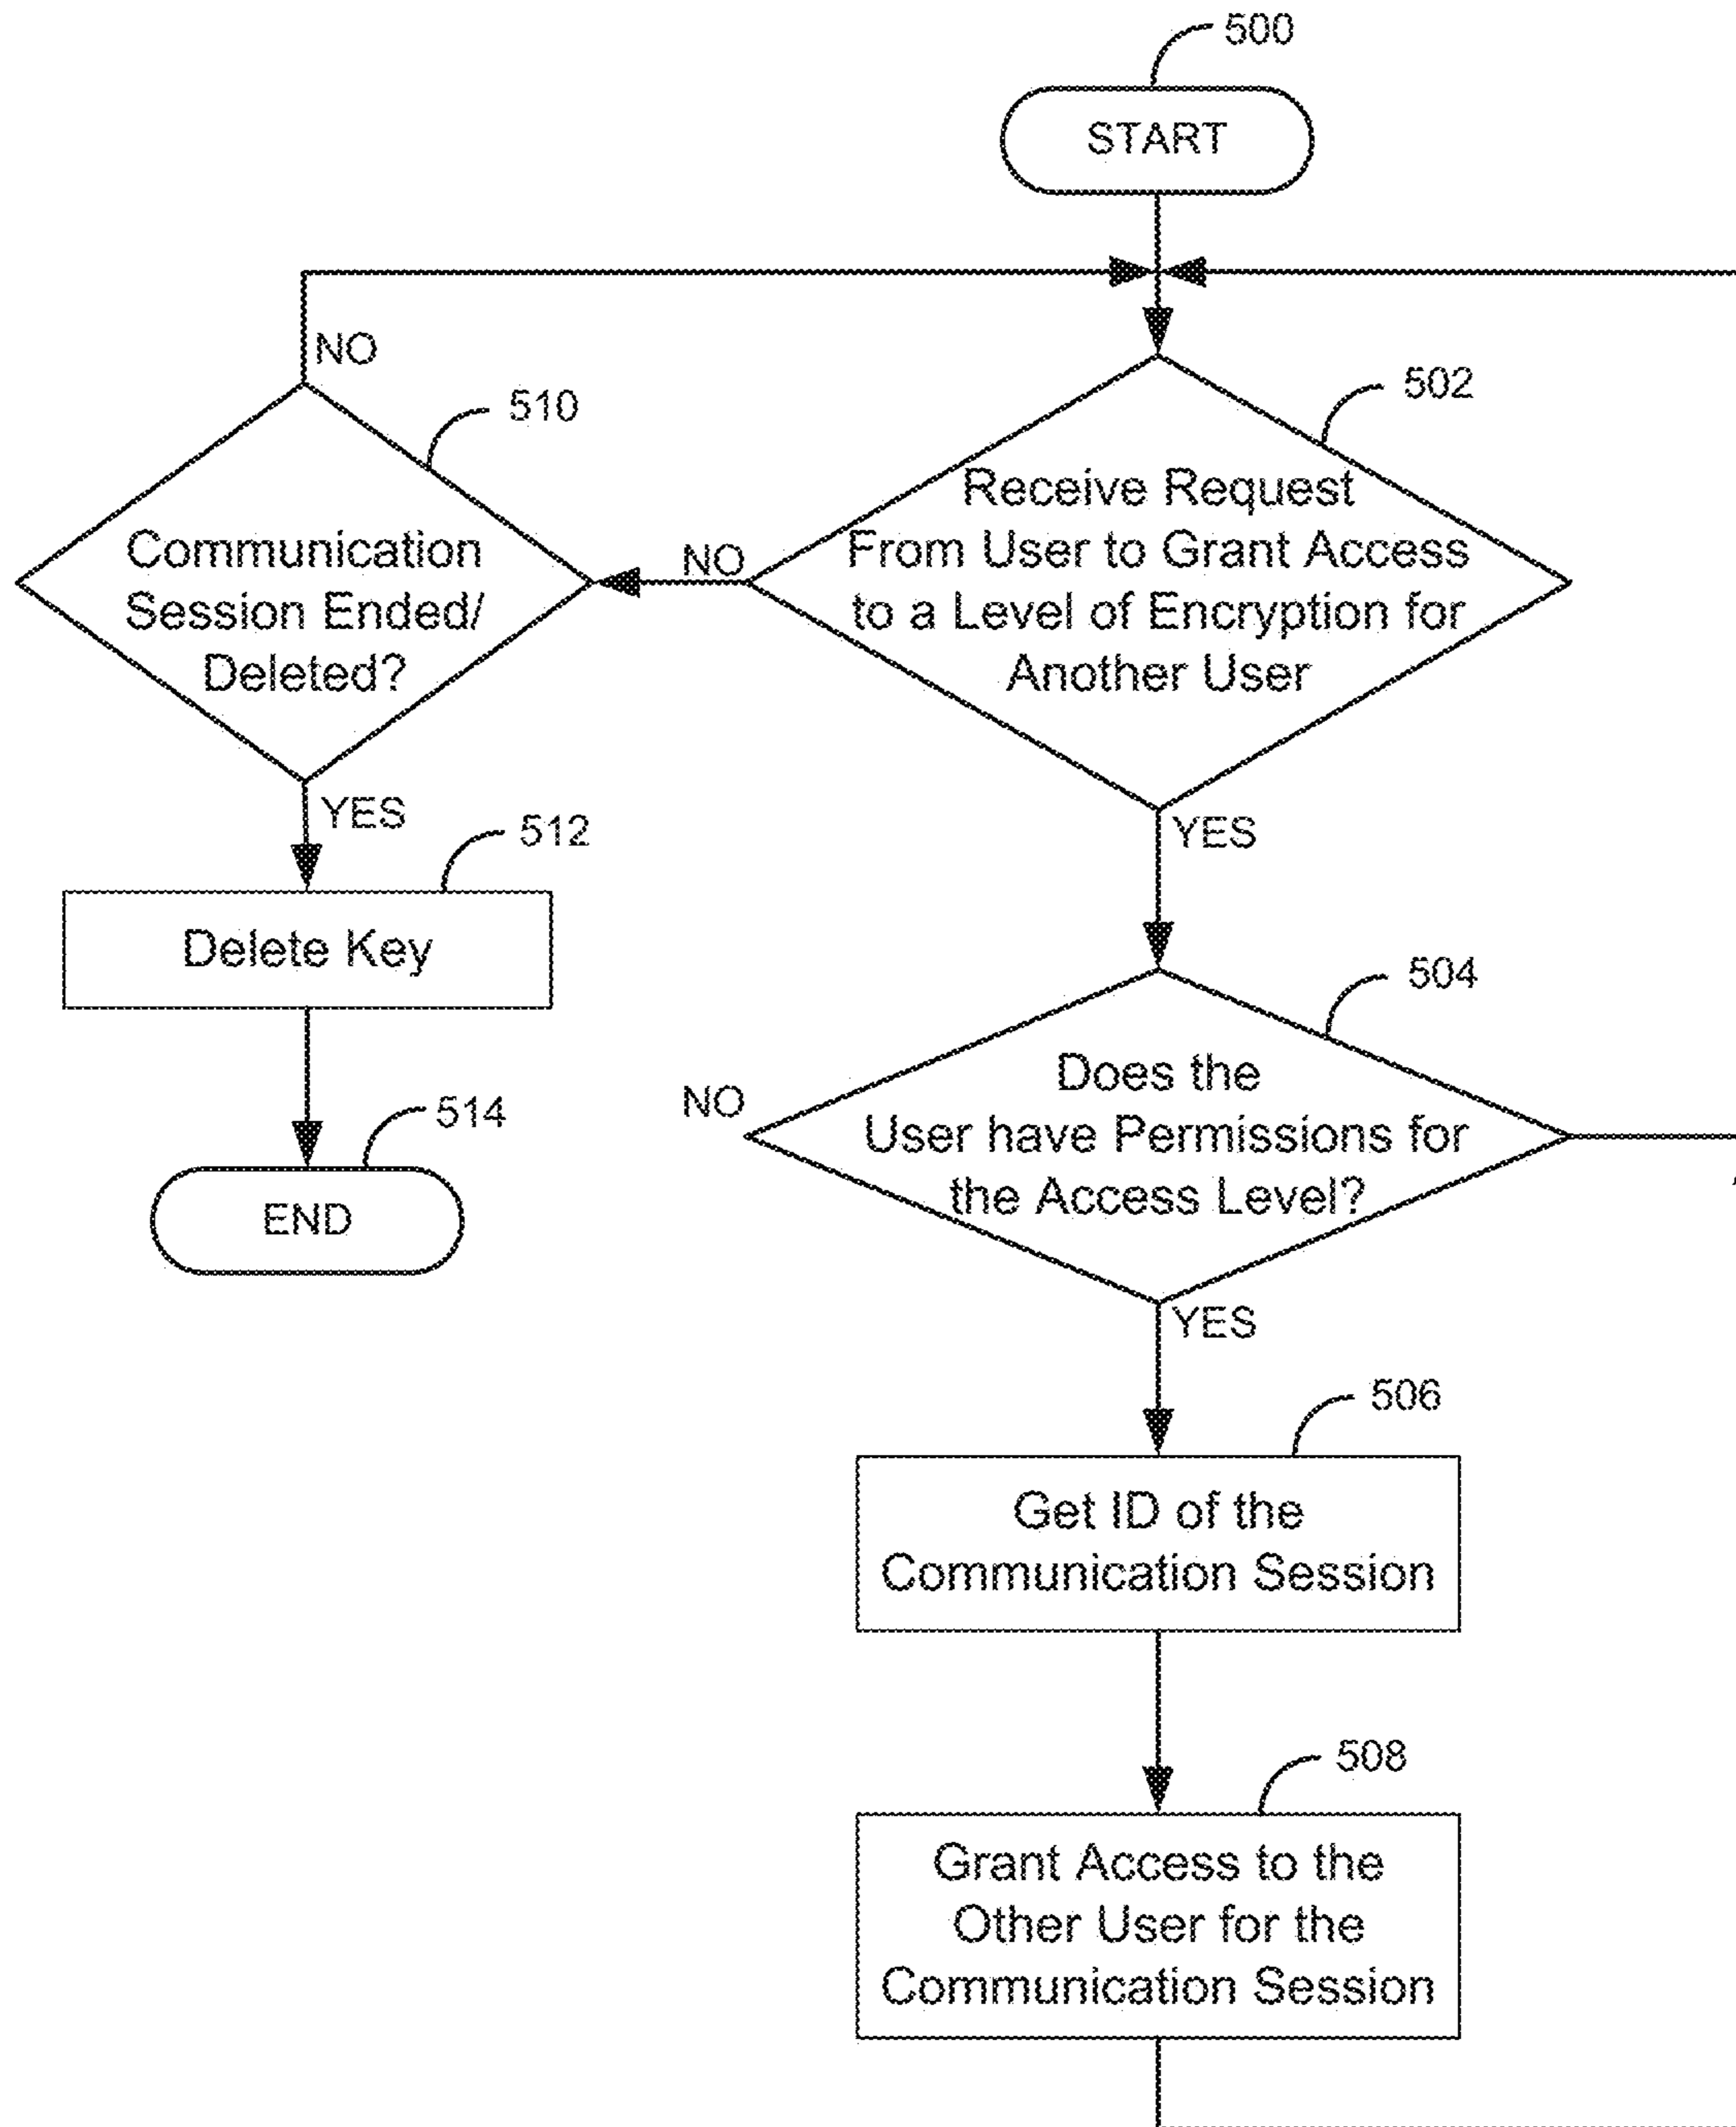 500
START
NO
510
502
Communication
Session Ended/
Deleted?
NO
Receive Request
From User to Grant Access
to a Level of Encryption for
Another User
YES
512
YES
Delete Key
504
514
END
NO
Does the
User have Permissions for
the Access Level?
YES
506
Get ID of the
Communication Session
508
Grant Access to the
Other User for the
Communication Session